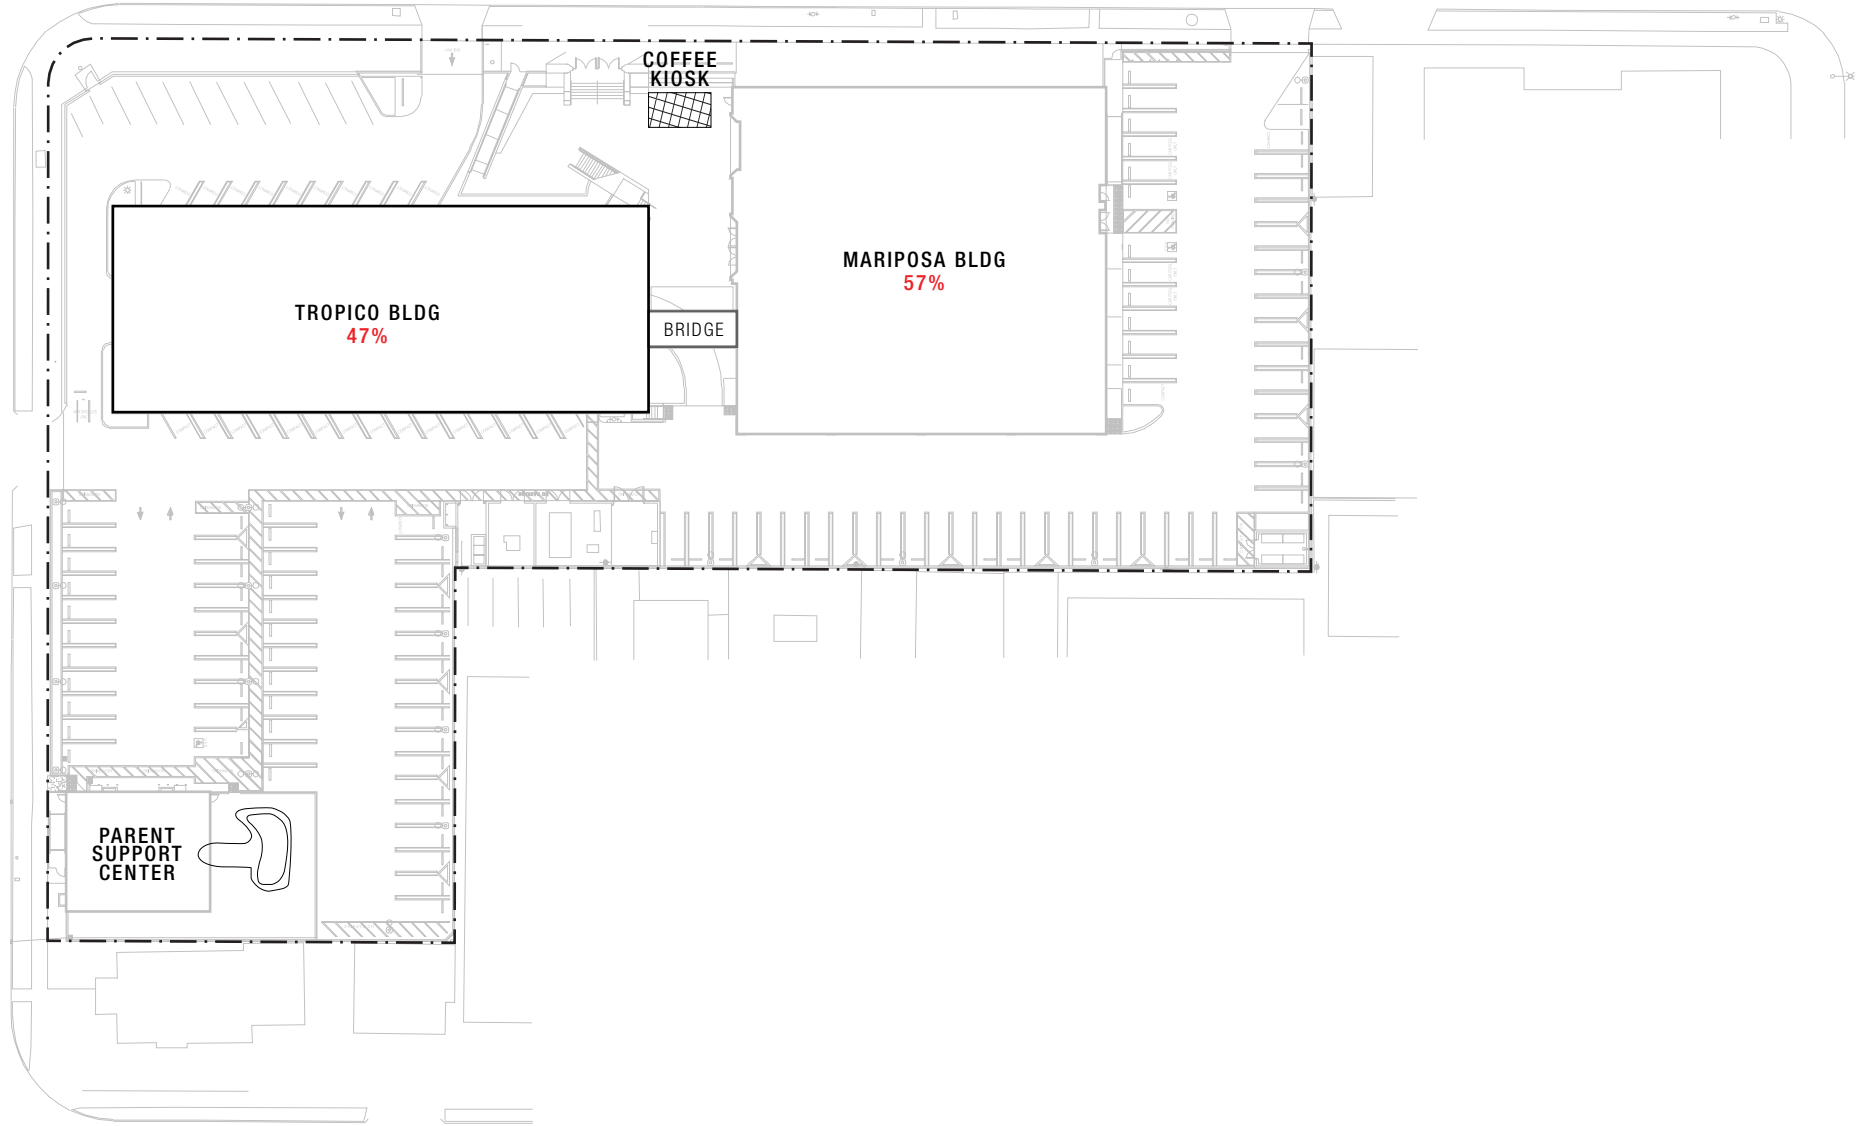 COFFEE
KIOSK
MARIPOSA BLDG
57%
TROPICO BLDG
47%
BRIDGE
PARENT
SUPPORT
CENTER